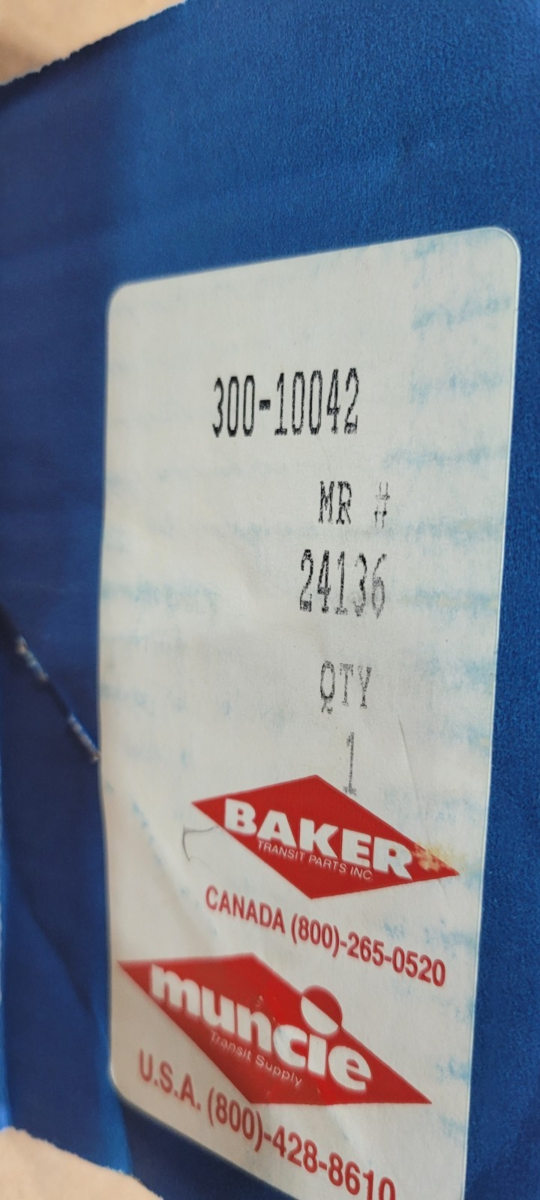 300-10042
MR #
24136
QTY
1
BAKER
TRANSIT PARTS INC.
CANADA (800)-265-0520
muncie
Transit Supply
U.S.A. (800)-428-8610